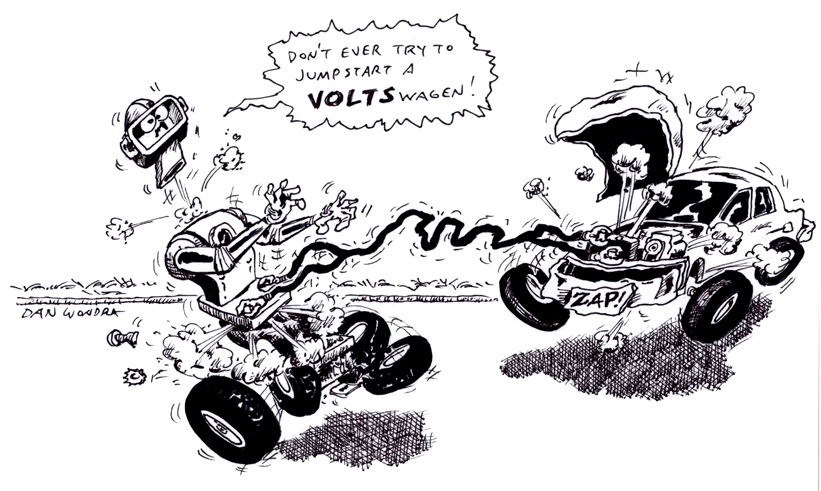 DON'T EVER TRY TO
JUMPSTART A
VOLTSWAGEN!
ZAP!
DAN WONDRA